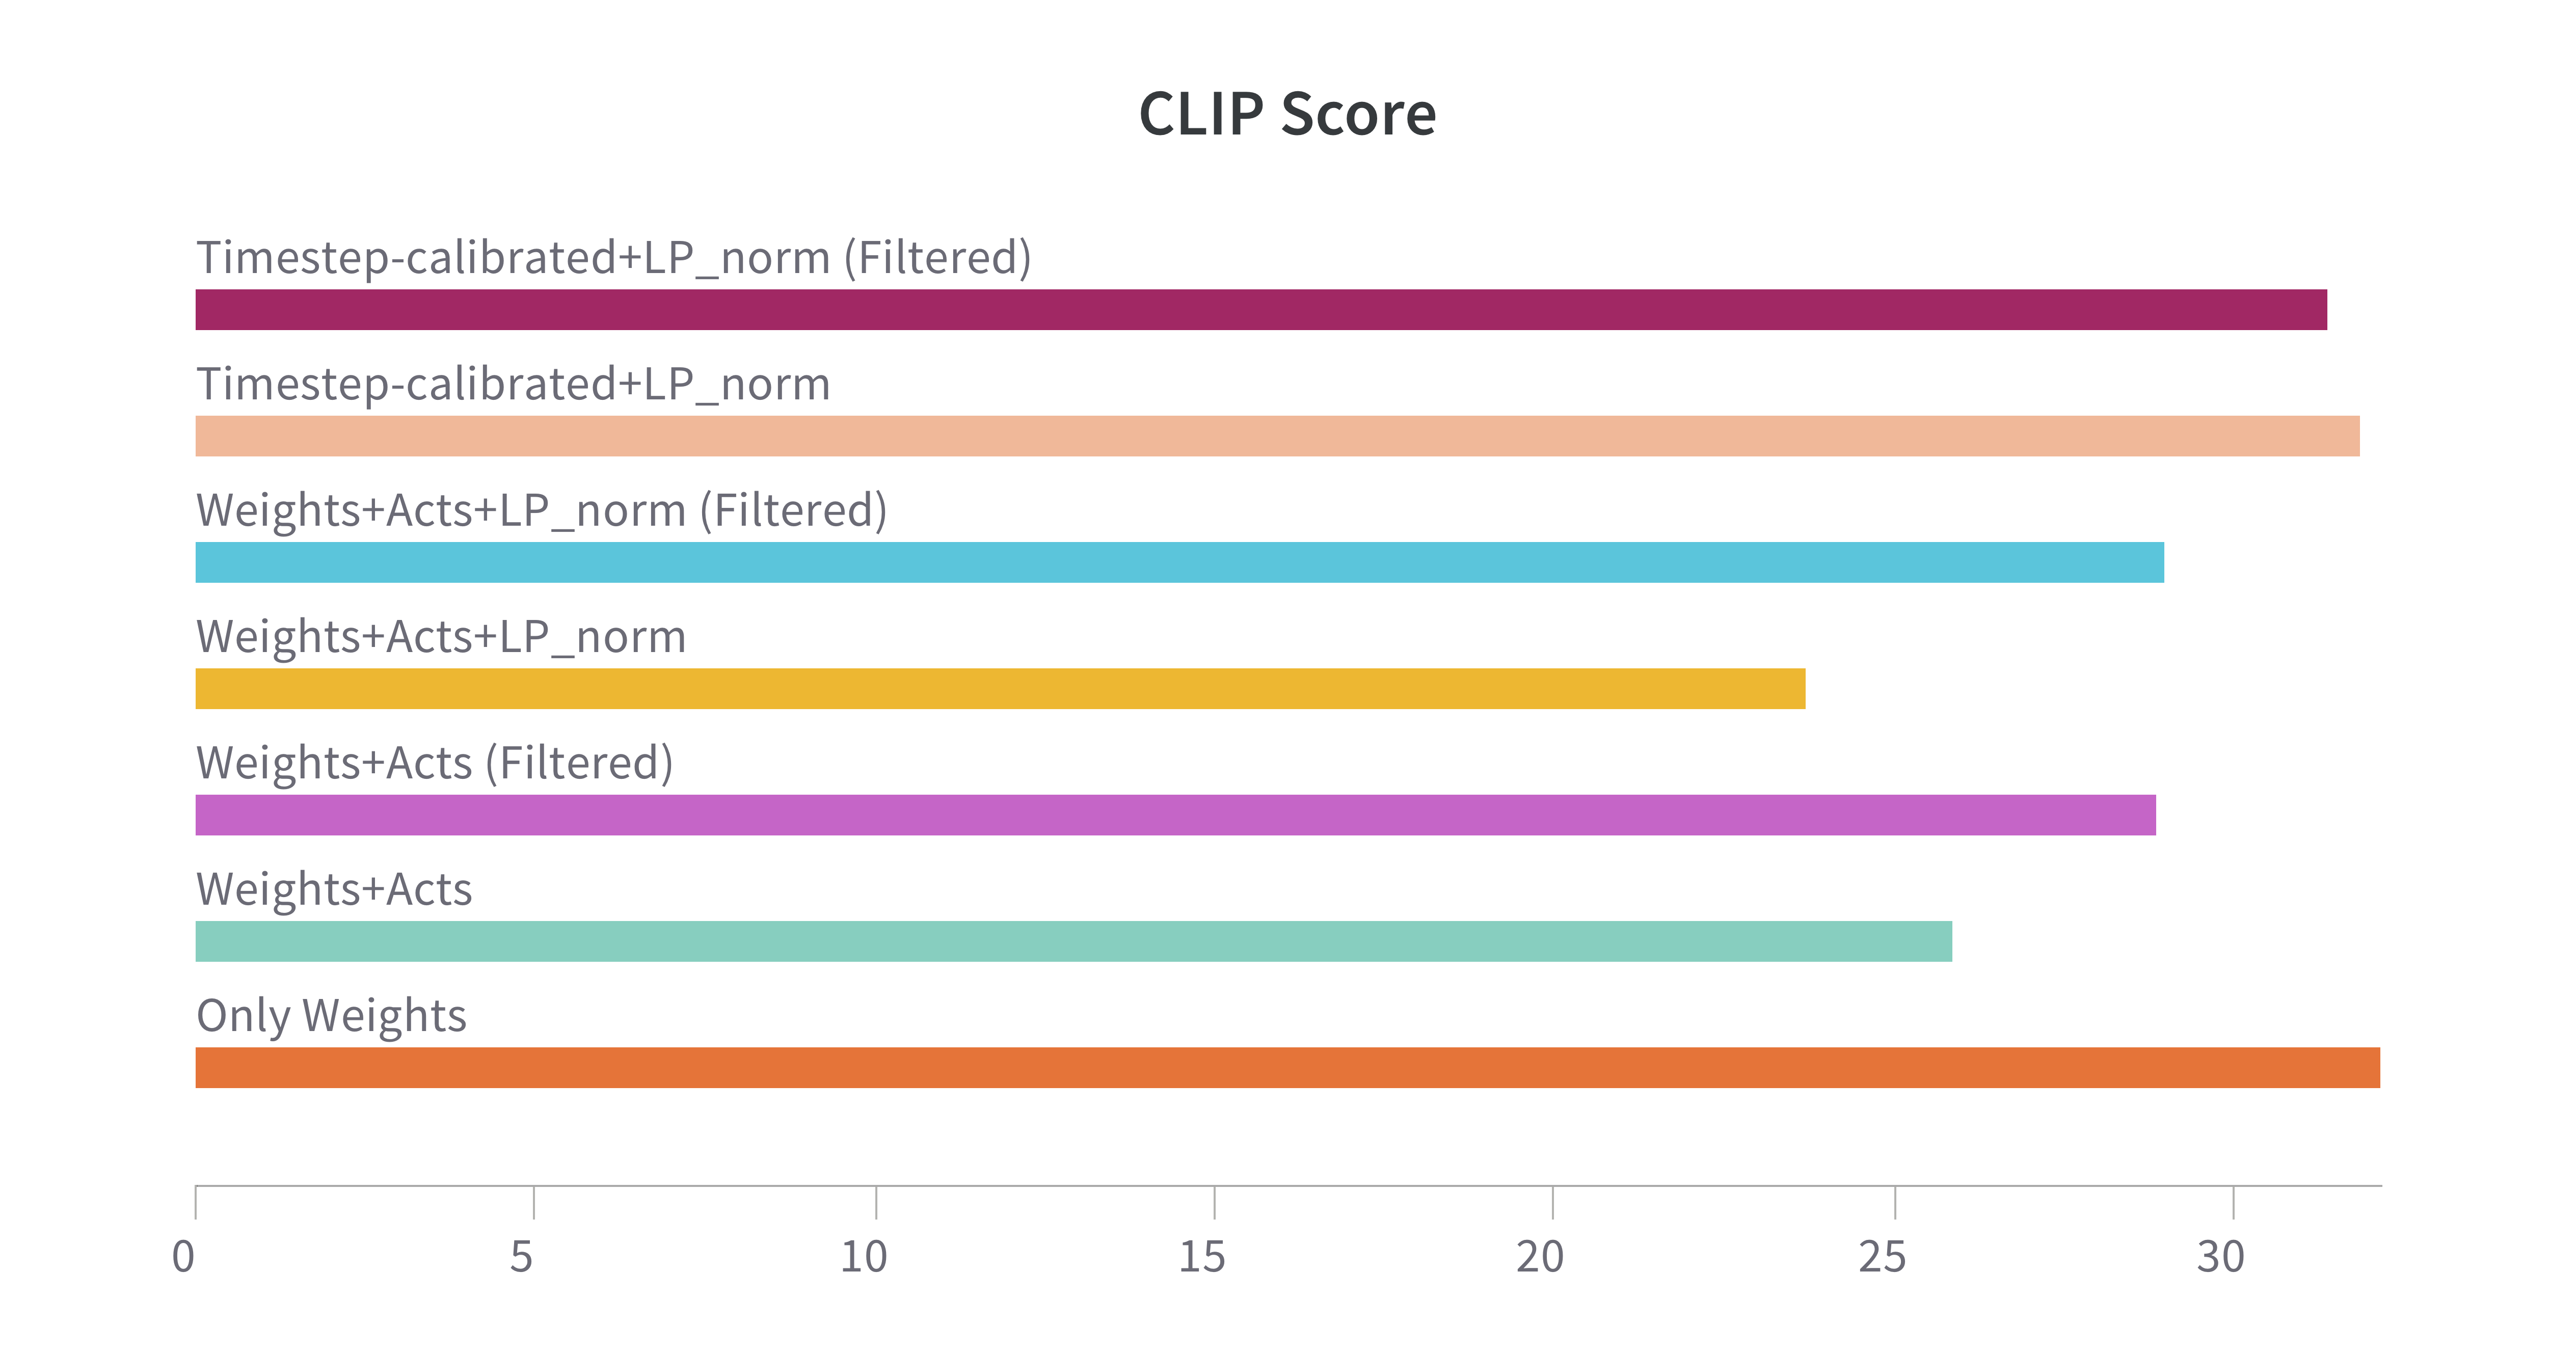 CLIP Score
Timestep-calibrated+LP_norm (Filtered)
Timestep-calibrated+LP_norm
Weights+Acts+LP_norm (Filtered)
Weights+Acts+LP_norm
Weights+Acts (Filtered)
Weights+Acts
Only Weights
0 5 10 15 20 25 30